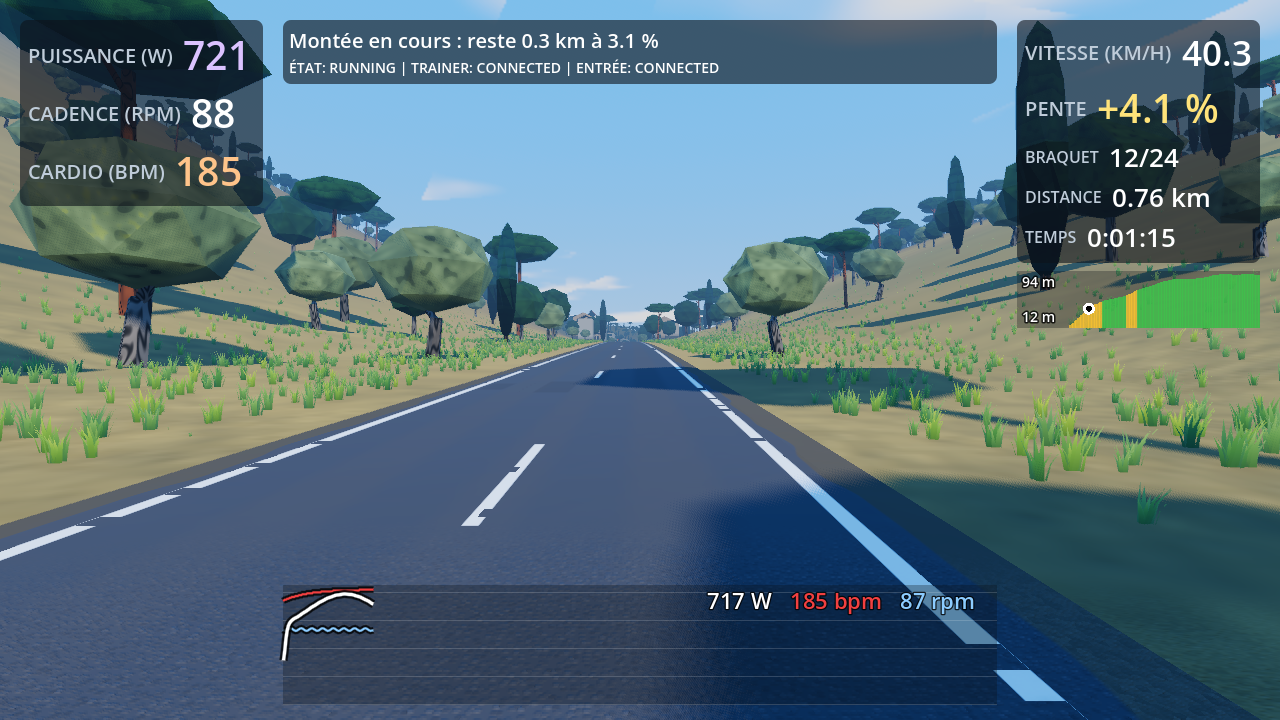 PUISSANCE (W) 721
CADENCE (RPM) 88
CARDIO (BPM) 185
Montée en cours : reste 0.3 km à 3.1 %
ÉTAT: RUNNING | TRAINER: CONNECTED | ENTRÉE: CONNECTED
VITESSE (KM/H) 40.3
PENTE +4.1 %
BRAQUET 12/24
DISTANCE 0.76 km
TEMPS 0:01:15
94 m
12 m
717 W 185 bpm 87 rpm